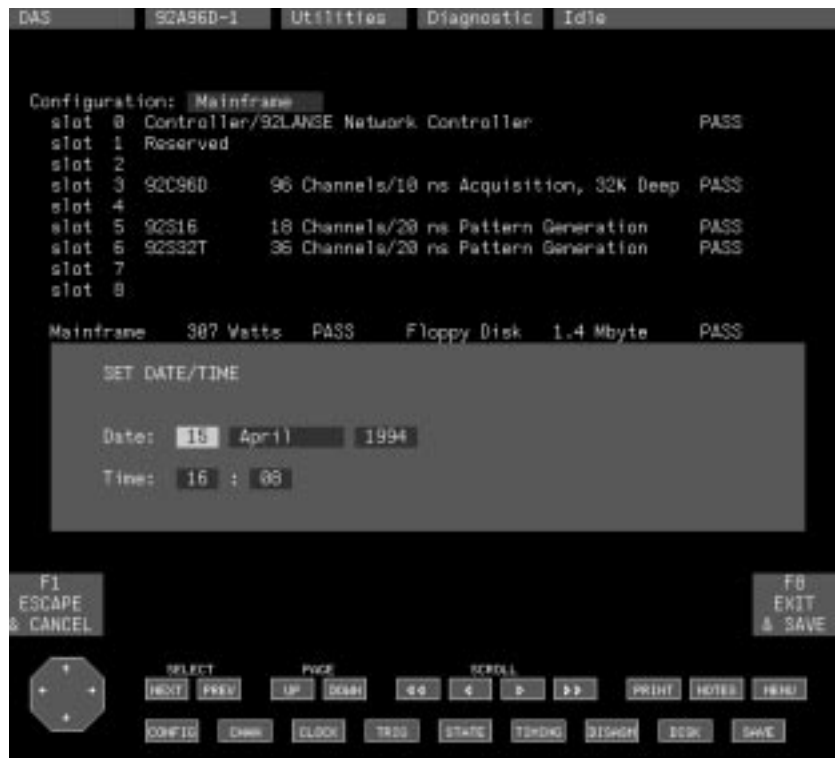 DAS 92A96D-1 Utilities Diagnostic Idle
Configuration: Mainframe
slot 0 Controller/92LANSE Network Controller PASS
slot 1 Reserved
slot 2
slot 3 92C96D 96 Channels/10 ns Acquisition, 32K Deep PASS
slot 4
slot 5 92S16 18 Channels/20 ns Pattern Generation PASS
slot 6 92S32T 36 Channels/20 ns Pattern Generation PASS
slot 7
slot 8
Mainframe 307 Watts PASS Floppy Disk 1.4 Mbyte PASS
SET DATE/TIME
Date: 15 April 1994
Time: 16 : 08
F1
ESCAPE
& CANCEL
F8
EXIT
& SAVE
SELECT PAGE SCROLL
NEXT PREV UP DOWN PRINT NOTES MENU
CONFIG CHAN CLOCK TRIG STATE TIMING DISASM DISK SAVE